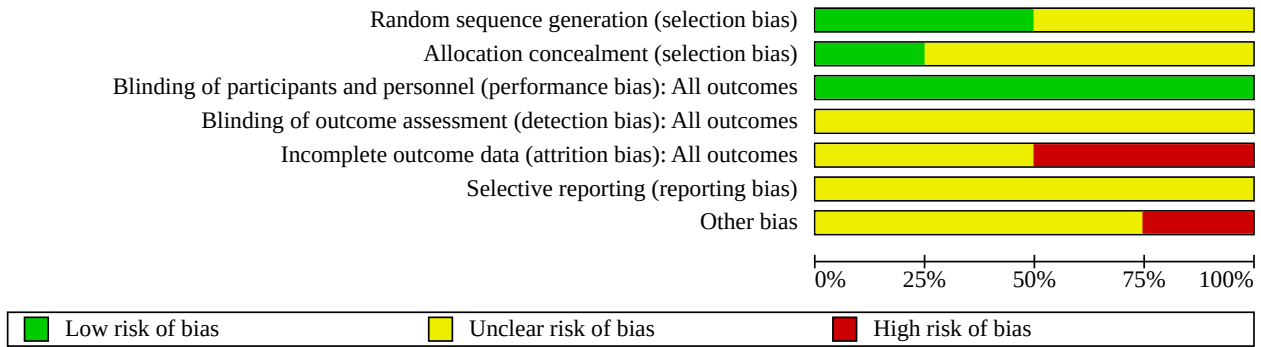 Random sequence generation (selection bias)
Allocation concealment (selection bias)
Blinding of participants and personnel (performance bias): All outcomes
Blinding of outcome assessment (detection bias): All outcomes
Incomplete outcome data (attrition bias): All outcomes
Selective reporting (reporting bias)
Other bias
0% 25% 50% 75% 100%
Low risk of bias Unclear risk of bias High risk of bias